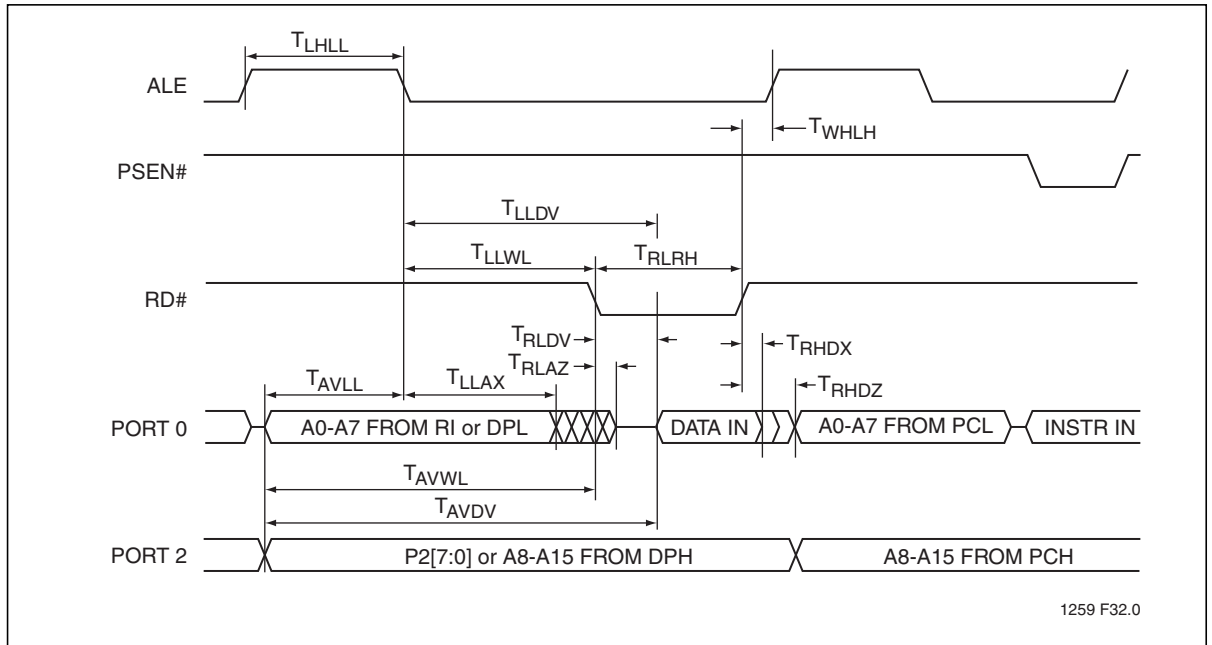 TLHLL
ALE
TWHLH
PSEN#
TLLDV
TLLWL
TRLRH
RD#
TRLDV
TRHDX
TRLAZ
TAVLL
TLLAX
TRHDZ
PORT 0
A0-A7 FROM RI or DPL
DATA IN
A0-A7 FROM PCL
INSTR IN
TAVWL
TAVDV
PORT 2
P2[7:0] or A8-A15 FROM DPH
A8-A15 FROM PCH
1259 F32.0